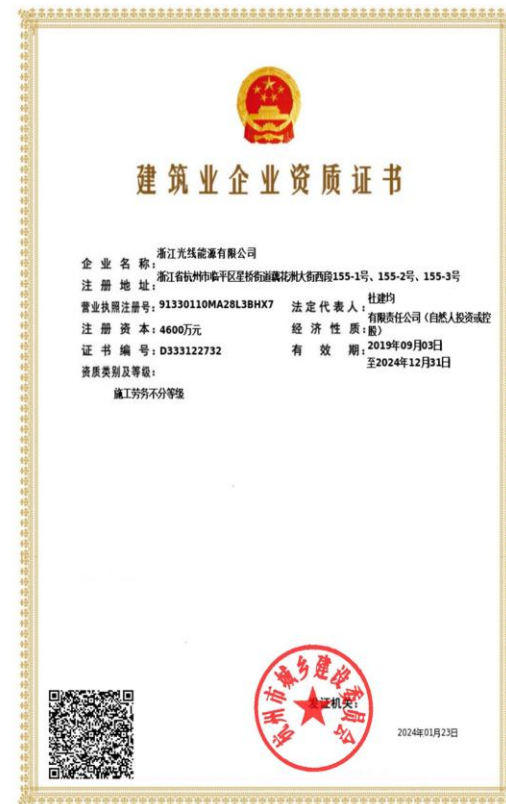 建筑业企业资质证书
企业名称：浙江光线能源有限公司
注册地址：浙江省杭州市临平区星桥街道藕花洲大街西段155-1号、155-2号、155-3号
营业执照注册号：91330110MA28L3BHX7 法定代表人：杜建均
注册资本：4600万元 经济性质：有限责任公司（自然人投资或控股）
证书编号：D333122732 有效期：2019年09月03日
至2024年12月31日
资质类别及等级：
施工劳务不分等级
杭州市城乡建设委员会
发证机关：
2024年01月23日